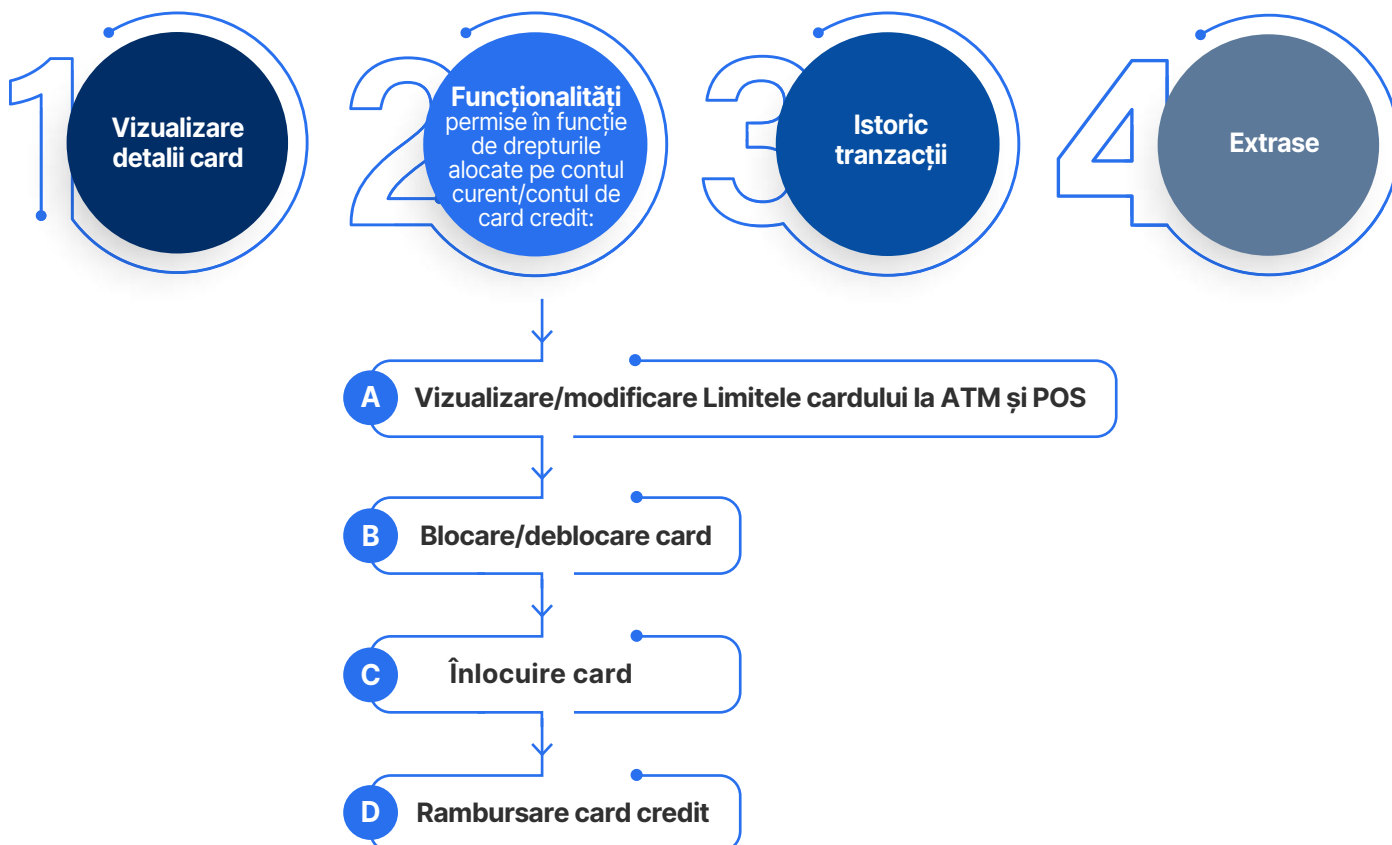 1
Vizualizare
detalii card
2
Funcționalități
permise în funcție
de drepturile
alocate pe contul
curent/contul de
card credit:
3
Istoric
tranzacții
4
Extrase
A Vizualizare/modificare Limitele cardului la ATM și POS
B Blocare/deblocare card
C Înlocuire card
D Rambursare card credit